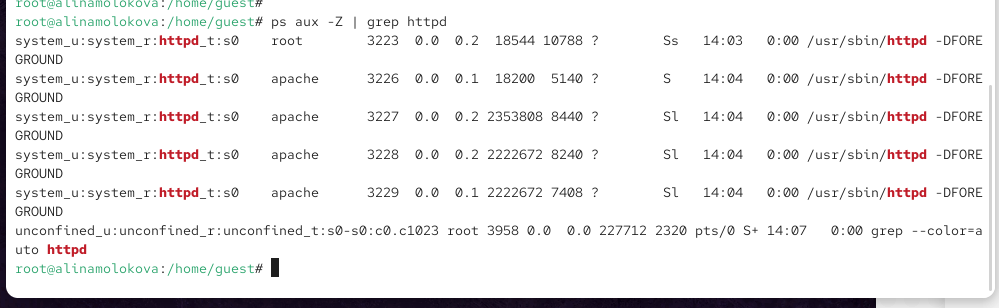 root@alinamolokova:/home/guest#
root@alinamolokova:/home/guest# ps aux -Z | grep httpd
system_u:system_r:httpd_t:s0    root        3223  0.0  0.2  18544 10788 ?        Ss   14:03   0:00 /usr/sbin/httpd -DFORE
GROUND
system_u:system_r:httpd_t:s0    apache      3226  0.0  0.1  18200  5140 ?        S    14:04   0:00 /usr/sbin/httpd -DFORE
GROUND
system_u:system_r:httpd_t:s0    apache      3227  0.0  0.2 2353808 8440 ?        Sl   14:04   0:00 /usr/sbin/httpd -DFORE
GROUND
system_u:system_r:httpd_t:s0    apache      3228  0.0  0.2 2222672 8240 ?        Sl   14:04   0:00 /usr/sbin/httpd -DFORE
GROUND
system_u:system_r:httpd_t:s0    apache      3229  0.0  0.1 2222672 7408 ?        Sl   14:04   0:00 /usr/sbin/httpd -DFORE
GROUND
unconfined_u:unconfined_r:unconfined_t:s0-s0:c0.c1023 root 3958 0.0  0.0 227712 2320 pts/0 S+ 14:07   0:00 grep --color=a
uto httpd
root@alinamolokova:/home/guest#